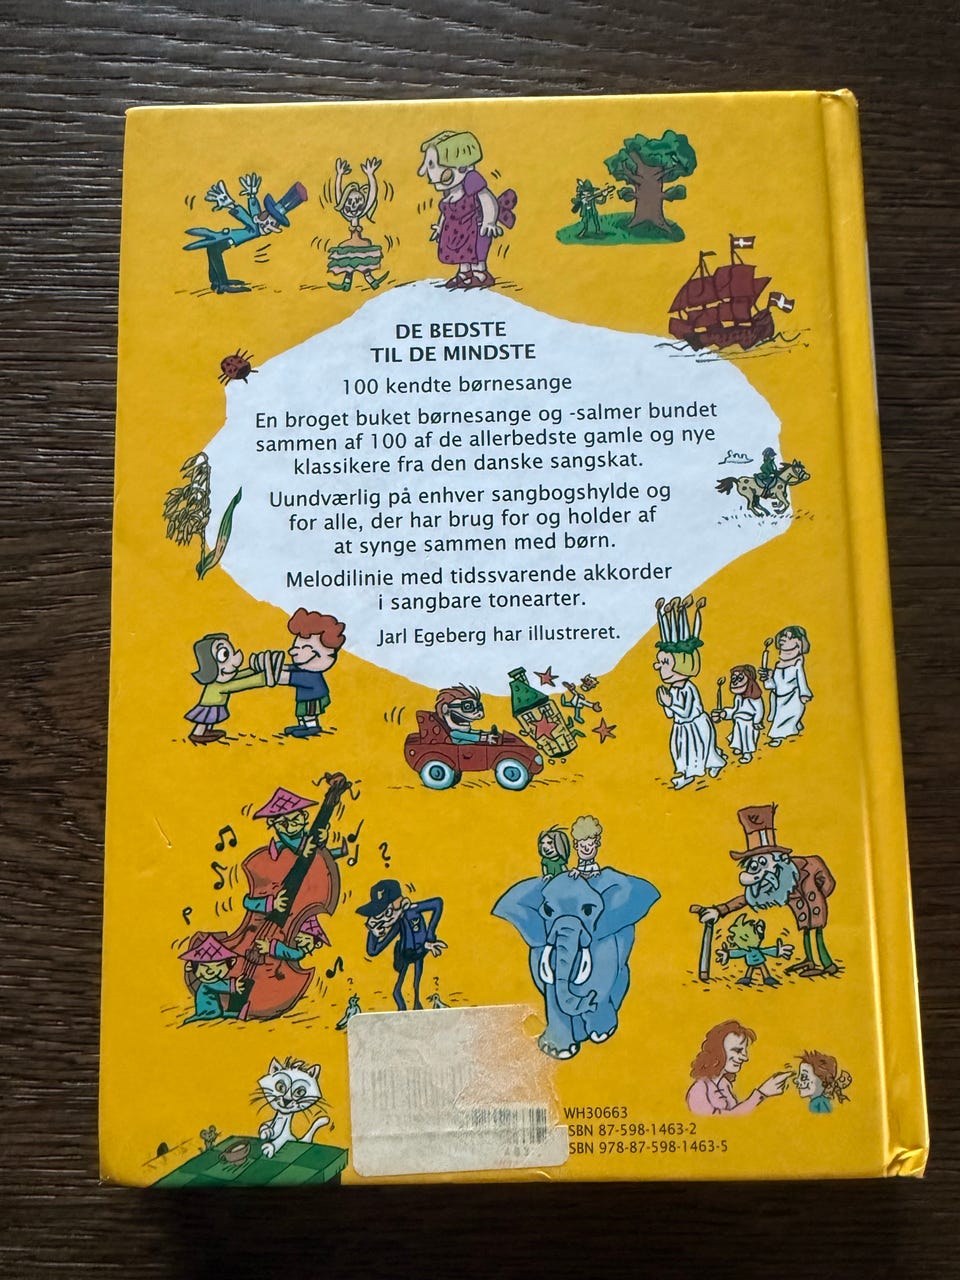 DE BEDSTE
TIL DE MINDSTE
100 kendte børnesange
En broget buket børnesange og -salmer bundet
sammen af 100 af de allerbedste gamle og nye
klassikere fra den danske sangskat.
Uundværlig på enhver sangbogshylde og
for alle, der har brug for og holder af
at synge sammen med børn.
Melodilinie med tidssvarende akkorder
i sangbare tonearter.
Jarl Egeberg har illustreret.
?
?
WH30663
ISBN 87-598-1463-2
ISBN 978-87-598-1463-5